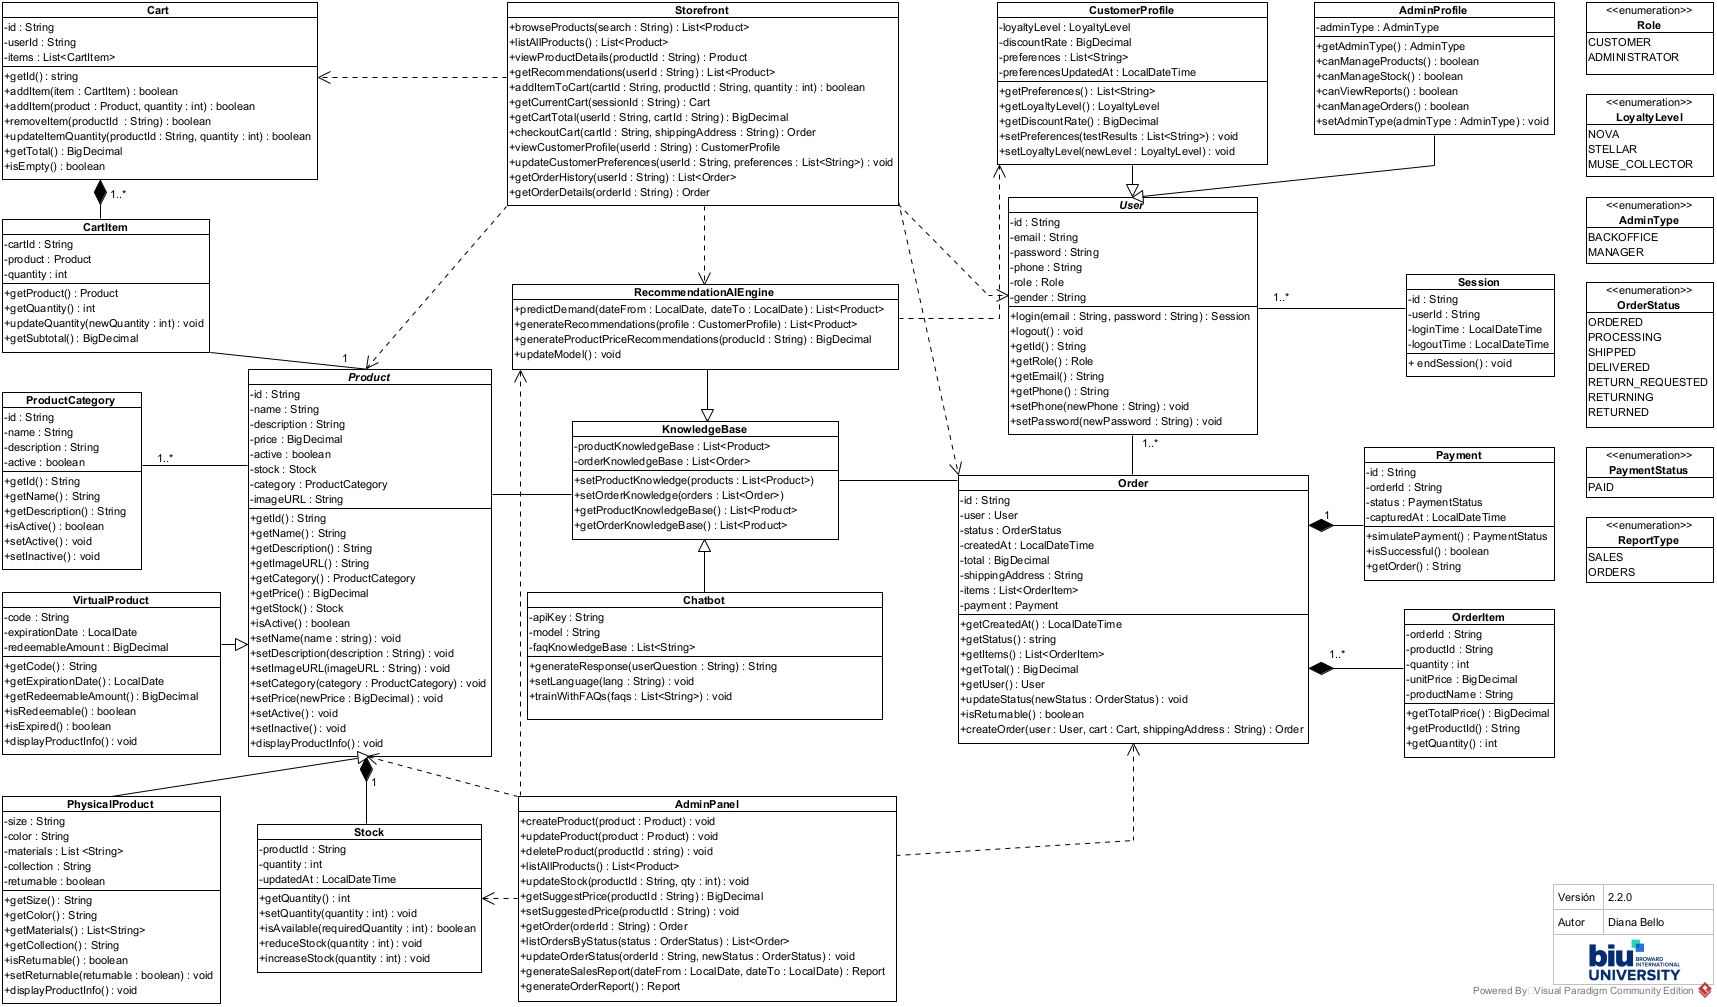 Cart
-id : String
-userId : String
-items : List<CartItem>
+getId() : string
+addItem(item : CartItem) : boolean
+addItem(product : Product, quantity : int) : boolean
+removeItem(productId : String) : boolean
+updateItemQuantity(productId : String, quantity : int) : boolean
+getTotal() : BigDecimal
+isEmpty() : boolean
1..*
CartItem
-cartId : String
-product : Product
-quantity : int
+getProduct() : Product
+getQuantity() : int
+updateQuantity(newQuantity : int) : void
+getSubtotal() : BigDecimal
1
ProductCategory
-id : String
-name : String
-description : String
-active : boolean
+getId() : String
+getName() : String
+getDescription() : String
+isActive() : boolean
+setActive() : void
+setInactive() : void
1..*
VirtualProduct
-code : String
-expirationDate : LocalDate
-redeemableAmount : BigDecimal
+getCode() : String
+getExpirationDate() : LocalDate
+getRedeemableAmount() : BigDecimal
+isRedeemable() : boolean
+isExpired() : boolean
+displayProductInfo() : void
PhysicalProduct
-size : String
-color : String
-materials : List <String>
-collection : String
-returnable : boolean
+getSize() : String
+getColor() : String
+getMaterials() : List<String>
+getCollection() : String
+isReturnable() : boolean
+setReturnable(returnable : boolean) : void
+displayProductInfo() : void
Product
-id : String
-name : String
-description : String
-price : BigDecimal
-active : boolean
-stock : Stock
-category : ProductCategory
-imageURL : String
+getId() : String
+getName() : String
+getDescription() : String
+getImageURL() : String
+getCategory() : ProductCategory
+getPrice() : BigDecimal
+getStock() : Stock
+isActive() : boolean
+setName(name : string) : void
+setDescription(description : String) : void
+setImageURL(imageURL : String) : void
+setCategory(category : ProductCategory) : void
+setPrice(newPrice : BigDecimal) : void
+setActive() : void
+setInactive() : void
+displayProductInfo() : void
1
Stock
-productId : String
-quantity : int
-updatedAt : LocalDateTime
+getQuantity() : int
+setQuantity(quantity : int) : void
+isAvailable(requiredQuantity : int) : boolean
+reduceStock(quantity : int) : void
+increaseStock(quantity : int) : void
Storefront
+browseProducts(search : String) : List<Product>
+listAllProducts() : List<Product>
+viewProductDetails(productId : String) : Product
+getRecommendations(userId : String) : List<Product>
+addItemToCart(cartId : String, productId : String, quantity : int) : boolean
+getCurrentCart(sessionId : String) : Cart
+getCartTotal(userId : String, cartId : String) : BigDecimal
+checkoutCart(cartId : String, shippingAddress : String) : Order
+viewCustomerProfile(userId : String) : CustomerProfile
+updateCustomerPreferences(userId : String, preferences : List<String>) : void
+getOrderHistory(userId : String) : List<Order>
+getOrderDetails(orderId : String) : Order
RecommendationAIEngine
+predictDemand(dateFrom : LocalDate, dateTo : LocalDate) : List<Product>
+generateRecommendations(profile : CustomerProfile) : List<Product>
+generateProductPriceRecommendations(producId : String) : BigDecimal
+updateModel() : void
KnowledgeBase
-productKnowledgeBase : List<Product>
-orderKnowledgeBase : List<Order>
+setProductKnowledge(products : List<Product>)
+setOrderKnowledge(orders : List<Order>)
+getProductKnowledgeBase() : List<Product>
+getOrderKnowledgeBase() : List<Product>
Chatbot
-apiKey : String
-model : String
-faqKnowledgeBase : List<String>
+generateResponse(userQuestion : String) : String
+setLanguage(lang : String) : void
+trainWithFAQs(faqs : List<String>) : void
AdminPanel
+createProduct(product : Product) : void
+updateProduct(product : Product) : void
+deleteProduct(productId : string) : void
+listAllProducts() : List<Product>
+updateStock(productId : String, qty : int) : void
+getSuggestPrice(productId : String) : BigDecimal
+setSuggestedPrice(productId : String) : void
+getOrder(orderId : String) : Order
+listOrdersByStatus(status : OrderStatus) : List<Order>
+updateOrderStatus(orderId : String, newStatus : OrderStatus) : void
+generateSalesReport(dateFrom : LocalDate, dateTo : LocalDate) : Report
+generateOrderReport() : Report
CustomerProfile
-loyaltyLevel : LoyaltyLevel
-discountRate : BigDecimal
-preferences : List<String>
-preferencesUpdatedAt : LocalDateTime
+getPreferences() : List<String>
+getLoyaltyLevel() : LoyaltyLevel
+getDiscountRate() : BigDecimal
+setPreferences(testResults : List<String>) : void
+setLoyaltyLevel(newLevel : LoyaltyLevel) : void
AdminProfile
-adminType : AdminType
+getAdminType() : AdminType
+canManageProducts() : boolean
+canManageStock() : boolean
+canViewReports() : boolean
+canManageOrders() : boolean
+setAdminType(adminType : AdminType) : void
User
-id : String
-email : String
-password : String
-phone : String
-role : Role
-gender : String
+login(email : String, password : String) : Session
+logout() : void
+getId() : String
+getRole() : Role
+getEmail() : String
+getPhone() : String
+setPhone(newPhone : String) : void
+setPassword(newPassword : String) : void
1..*
1..*
Session
-id : String
-userId : String
-loginTime : LocalDateTime
-logoutTime : LocalDateTime
+ endSession() : void
Order
-id : String
-user : User
-status : OrderStatus
-createdAt : LocalDateTime
-total : BigDecimal
-shippingAddress : String
-items : List<OrderItem>
-payment : Payment
+getCreatedAt() : LocalDateTime
+getStatus() : string
+getItems() : List<OrderItem>
+getTotal() : BigDecimal
+getUser() : User
+updateStatus(newStatus : OrderStatus) : void
+isReturnable() : boolean
+createOrder(user : User, cart : Cart, shippingAddress : String) : Order
1
Payment
-id : String
-orderId : String
-status : PaymentStatus
-capturedAt : LocalDateTime
+simulatePayment() : PaymentStatus
+isSuccessful() : boolean
+getOrder() : String
1..*
OrderItem
-orderId : String
-productId : String
-quantity : int
-unitPrice : BigDecimal
-productName : String
+getTotalPrice() : BigDecimal
+getProductId() : String
+getQuantity() : int
<<enumeration>>
Role
CUSTOMER
ADMINISTRATOR
<<enumeration>>
LoyaltyLevel
NOVA
STELLAR
MUSE_COLLECTOR
<<enumeration>>
AdminType
BACKOFFICE
MANAGER
<<enumeration>>
OrderStatus
ORDERED
PROCESSING
SHIPPED
DELIVERED
RETURN_REQUESTED
RETURNING
RETURNED
<<enumeration>>
PaymentStatus
PAID
<<enumeration>>
ReportType
SALES
ORDERS
Versión 2.2.0
Autor Diana Bello
biu BROWARD INTERNATIONAL
UNIVERSITY
Powered By Visual Paradigm Community Edition